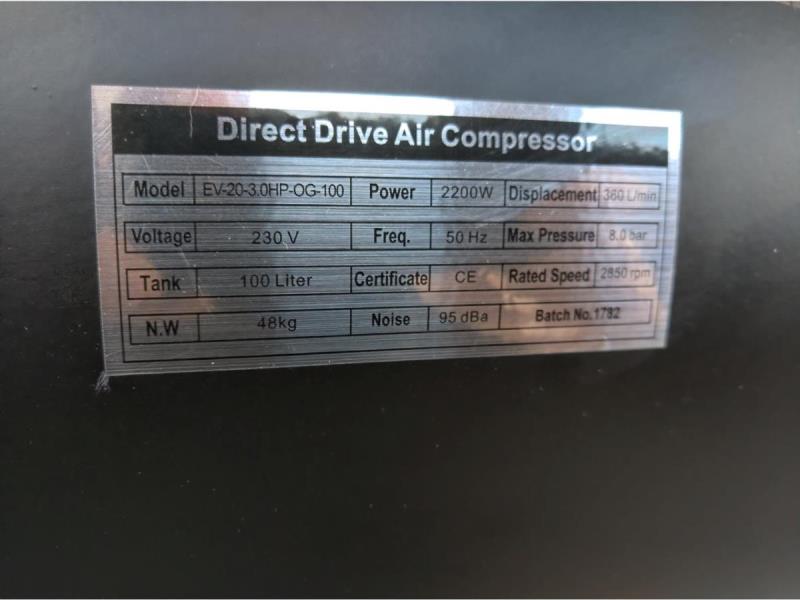 Direct Drive Air Compressor
Model EV-20-3.0HP-OG-100 Power 2200W Displacement 360 L/min
Voltage 230 V Freq. 50 Hz Max Pressure 8.0 bar
Tank 100 Liter Certificate CE Rated Speed 2850 rpm
N.W 48kg Noise 95 dBa Batch No.1782